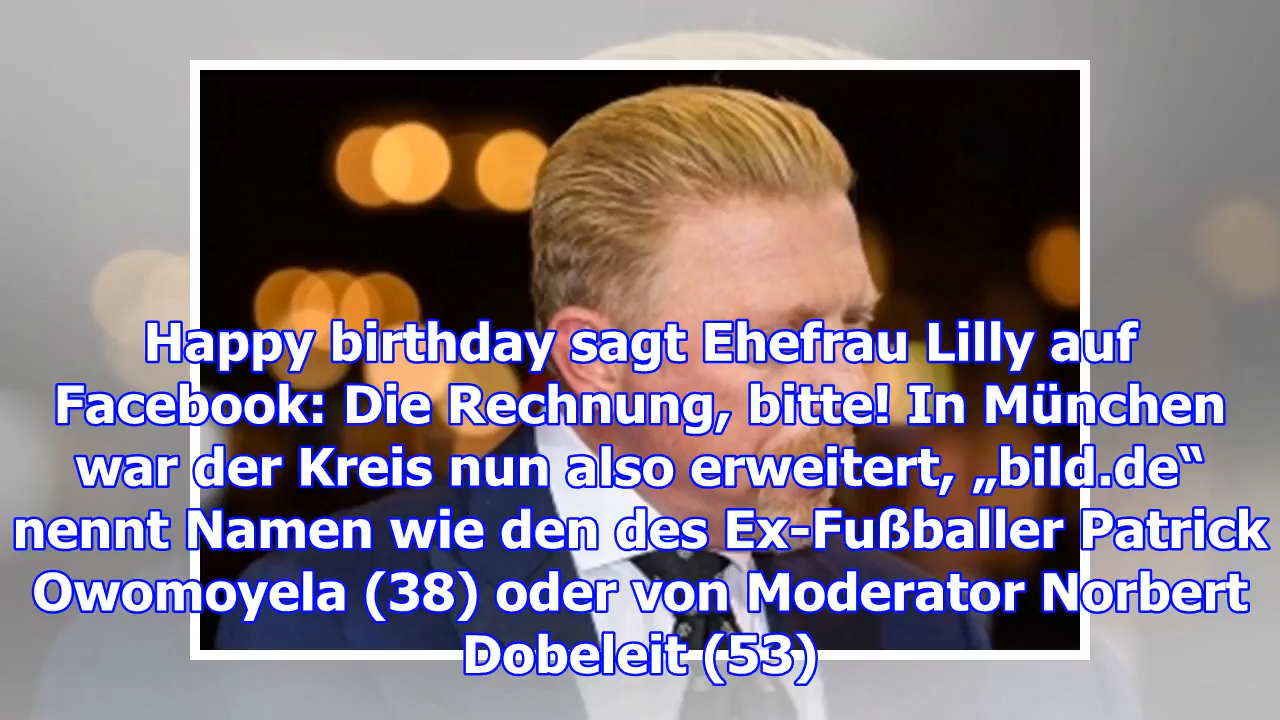 Happy birthday sagt Ehefrau Lilly auf
Facebook: Die Rechnung, bitte! In München
war der Kreis nun also erweitert, „bild.de“
nennt Namen wie den des Ex-Fußballer Patrick
Owomoyela (38) oder von Moderator Norbert
Dobeleit (53)